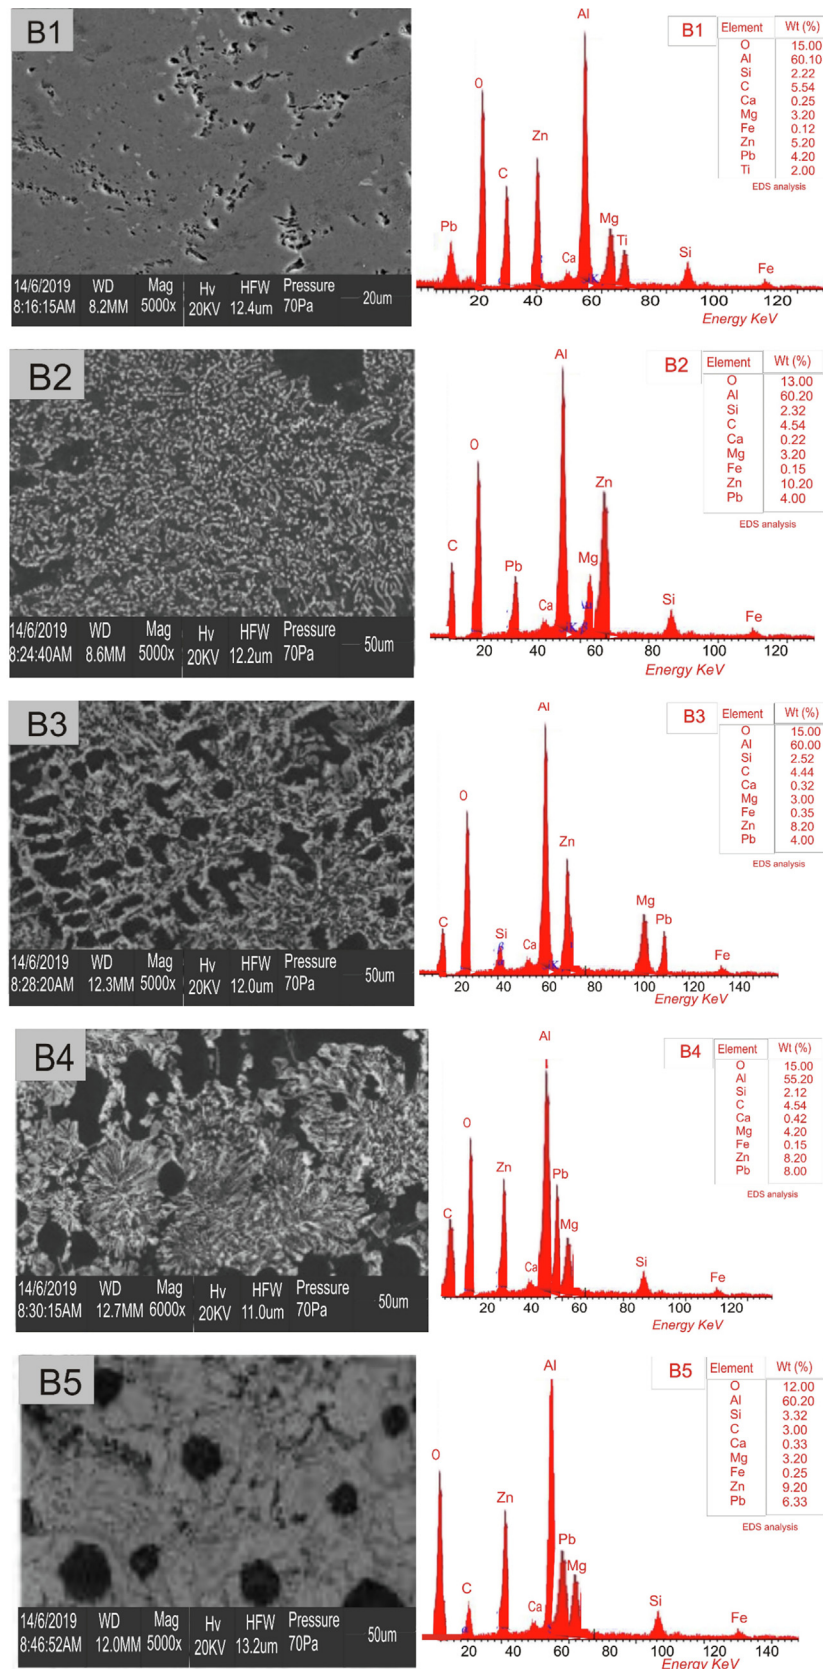 B1
14/6/2019 WD Mag Hv HFW Pressure
8:16:15AM 8.2MM 5000x 20KV 12.4um 70Pa 20um
Al
O
Zn
C
Pb
Ca
Mg
Ti
Si
Fe
K
20 40 60 80 100 120
Energy KeV
B1
Element Wt (%)
O 15.00
Al 60.10
Si 2.22
C 5.54
Ca 0.25
Mg 3.20
Fe 0.12
Zn 5.20
Pb 4.20
Ti 2.00
EDS analysis
B2
14/6/2019 WD Mag Hv HFW Pressure
8:24:40AM 8.6MM 5000x 20KV 12.2um 70Pa 50um
Al
O
Zn
C
Pb
Ca
Mg
Si
Fe
K
20 40 60 80 100 120
Energy KeV
B2
Element Wt (%)
O 13.00
Al 60.20
Si 2.32
C 4.54
Ca 0.22
Mg 3.20
Fe 0.15
Zn 10.20
Pb 4.00
EDS analysis
B3
14/6/2019 WD Mag Hv HFW Pressure
8:28:20AM 12.3MM 5000x 20KV 12.0um 70Pa 50um
Al
O
Zn
C
Si
Ca
Mg
Pb
Fe
K
20 40 60 80 100 120 140
Energy KeV
B3
Element Wt (%)
O 15.00
Al 60.00
Si 2.52
C 4.44
Ca 0.32
Mg 3.00
Fe 0.35
Zn 8.20
Pb 4.00
EDS analysis
B4
14/6/2019 WD Mag Hv HFW Pressure
8:30:15AM 12.7MM 6000x 20KV 11.0um 70Pa 50um
Al
O
Zn
Pb
C
Ca
Mg
Si
Fe
20 40 60 80 100 120
Energy KeV
B4
Element Wt (%)
O 15.00
Al 55.20
Si 2.12
C 4.54
Ca 0.42
Mg 4.20
Fe 0.15
Zn 8.20
Pb 8.00
EDS analysis
B5
14/6/2019 WD Mag Hv HFW Pressure
8:46:52AM 12.0MM 5000x 20KV 13.2um 70Pa 50um
Al
O
Zn
Pb
Mg
C
Ca
Si
Fe
20 40 60 80 100 120 140
Energy KeV
B5
Element Wt (%)
O 12.00
Al 60.20
Si 3.32
C 3.00
Ca 0.33
Mg 3.20
Fe 0.25
Zn 9.20
Pb 6.33
EDS analysis